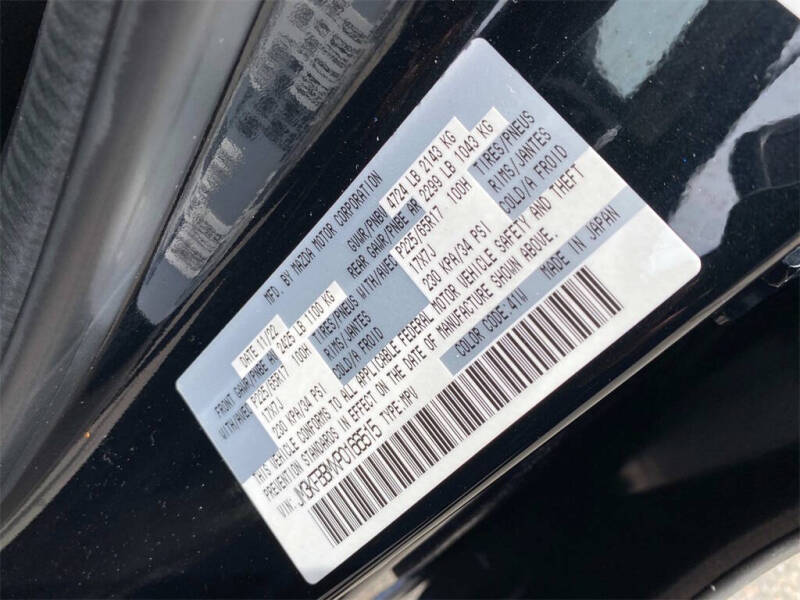 MFD. BY MAZDA MOTOR CORPORATION
DATE 11/22 GVWR/PNBV 4724 LB 2143 KG
FRONT GAWR/PNBE AV 2425 LB 1100 KG REAR GAWR/PNBE AR 2299 LB 1043 KG
WITH/AVEC P225/65R17 100H TIRES/PNEUS WITH/AVEC P225/65R17 100H TIRES/PNEUS
17X7J RIMS/JANTES 17X7J RIMS/JANTES
230 KPA/34 PSI COLD/A FROID 230 KPA/34 PSI COLD/A FROID
THIS VEHICLE CONFORMS TO ALL APPLICABLE FEDERAL MOTOR VEHICLE SAFETY AND THEFT
PREVENTION STANDARDS IN EFFECT ON THE DATE OF MANUFACTURE SHOWN ABOVE.
VIN: TYPE:MPV COLOR CODE:41W MADE IN JAPAN